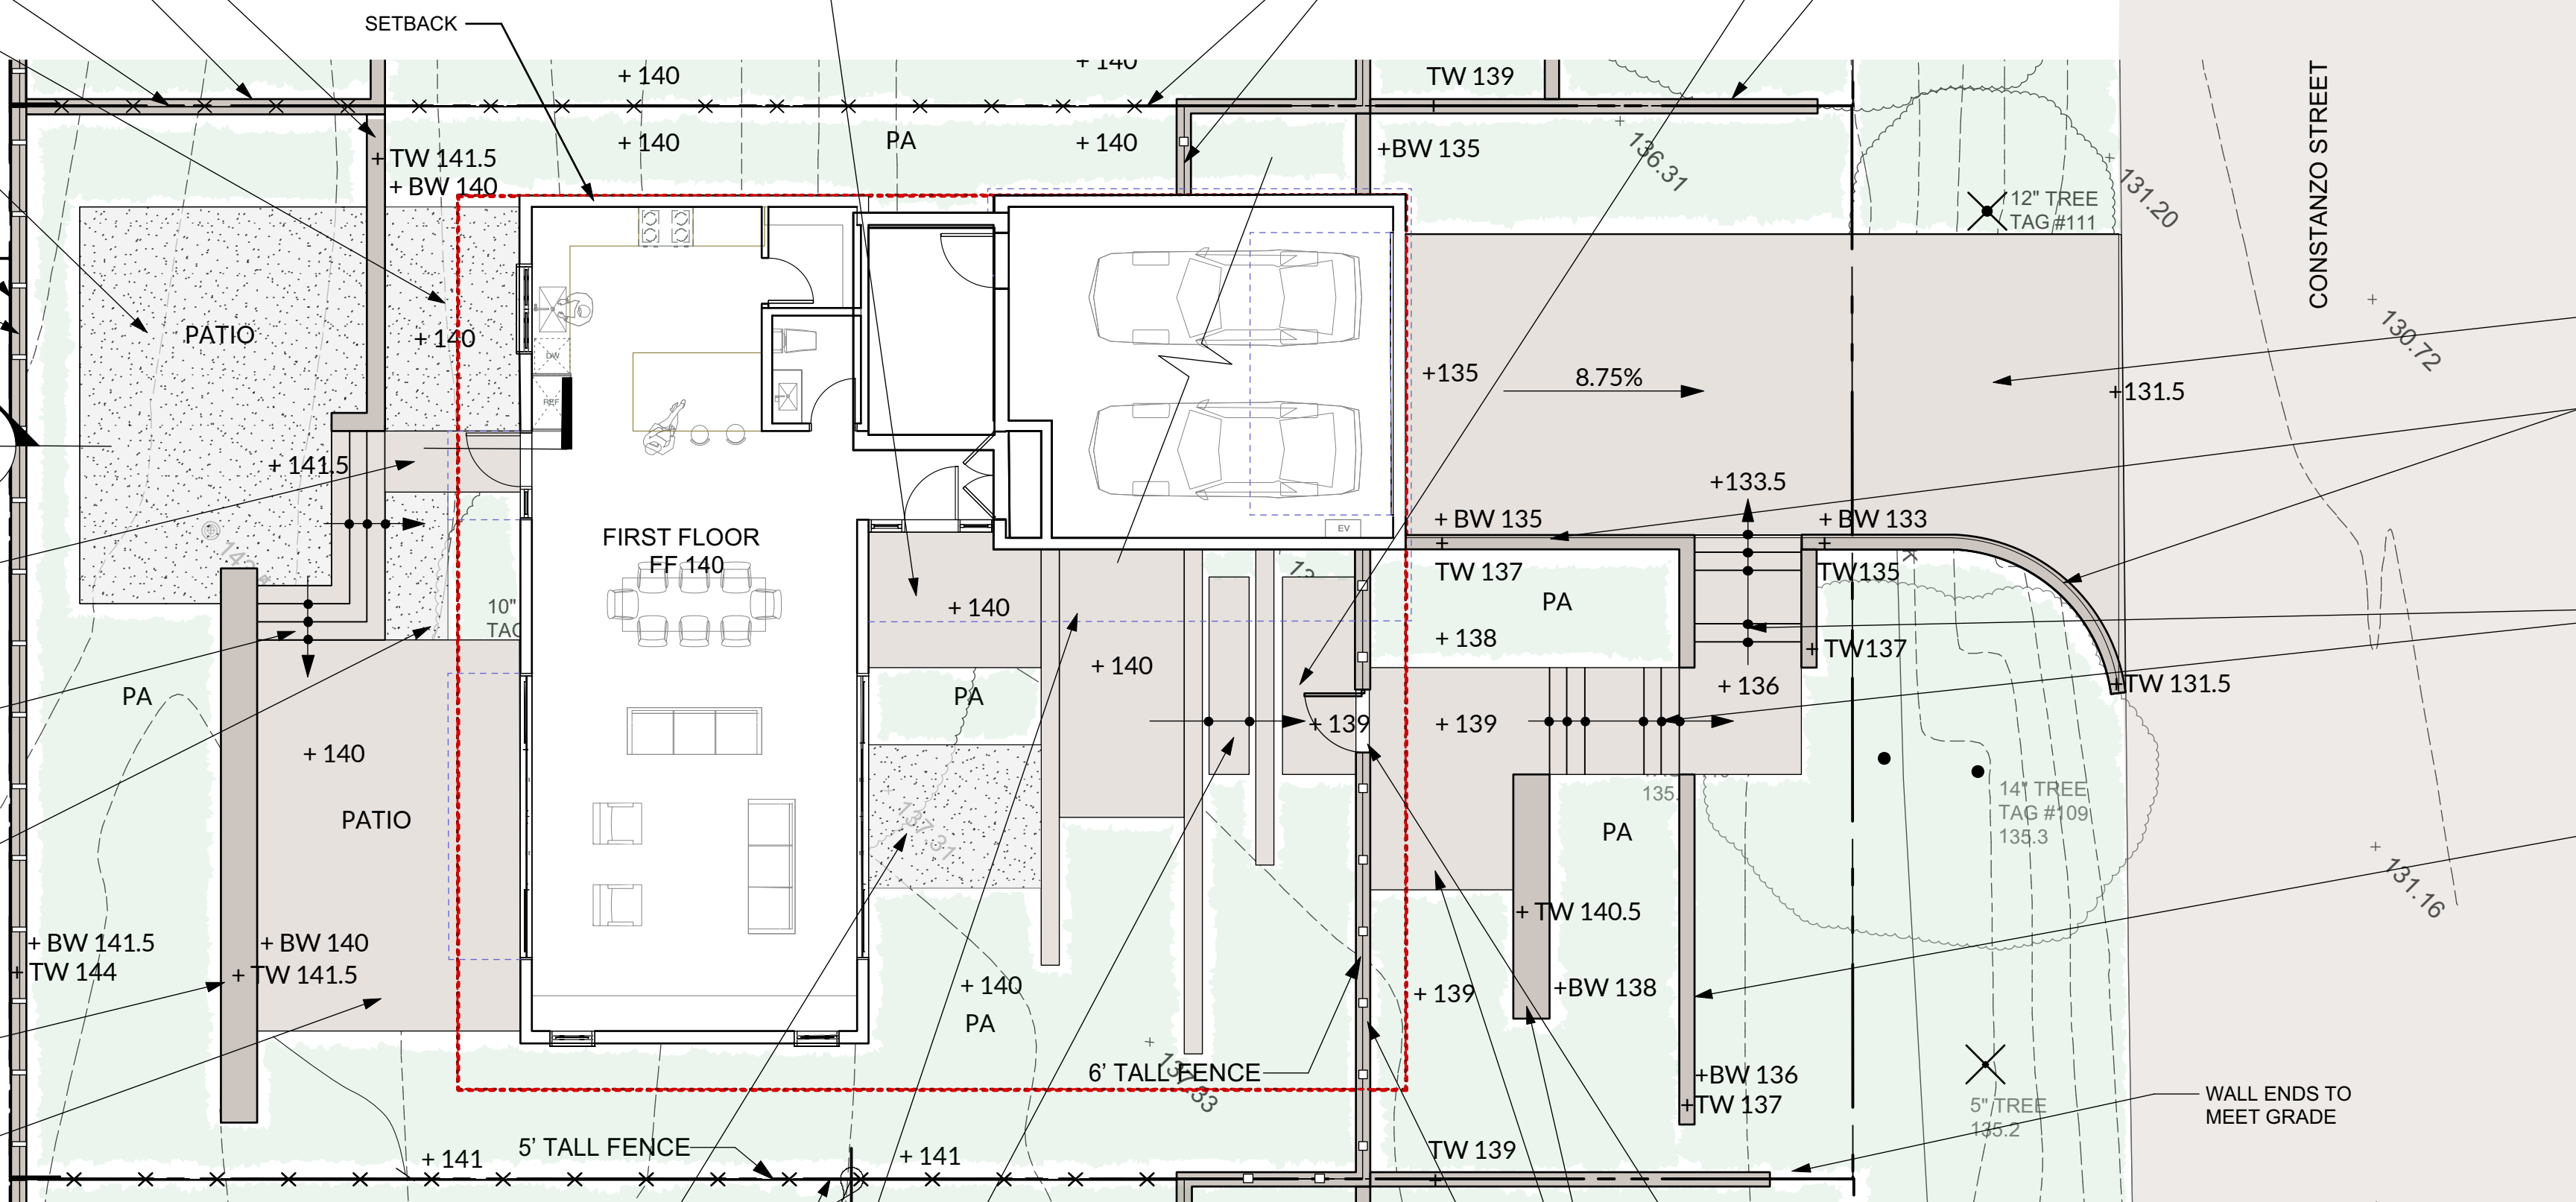 SETBACK
+ 140
+ 140
TW 139
CONSTANZO STREET
+ 140
PA
+ 140
+BW 135
136.31
131.20
+ TW 141.5
+ BW 140
12" TREE
TAG #111
PATIO
+ 140
130.72
+135
8.75%
+131.5
DW
REF
+ 141.5
+133.5
+ BW 135
+ BW 133
EV
FIRST FLOOR
FF 140
TW 137
TW135
10"
+ 140
PA
+ 138
+ TW137
+ 140
PA
PA
+ 136
+TW 131.5
+ 139
+ 139
+ 140
PATIO
137.31
135.
14" TREE
TAG #109
135.3
PA
131.16
+ TW 140.5
+ BW 141.5
+ TW 144
+ BW 140
+ TW 141.5
+ 140
PA
+ 139
+BW 138
6' TALL FENCE
+BW 136
+TW 137
WALL ENDS TO
MEET GRADE
5" TREE
135.2
5' TALL FENCE
+ 141
+ 141
TW 139